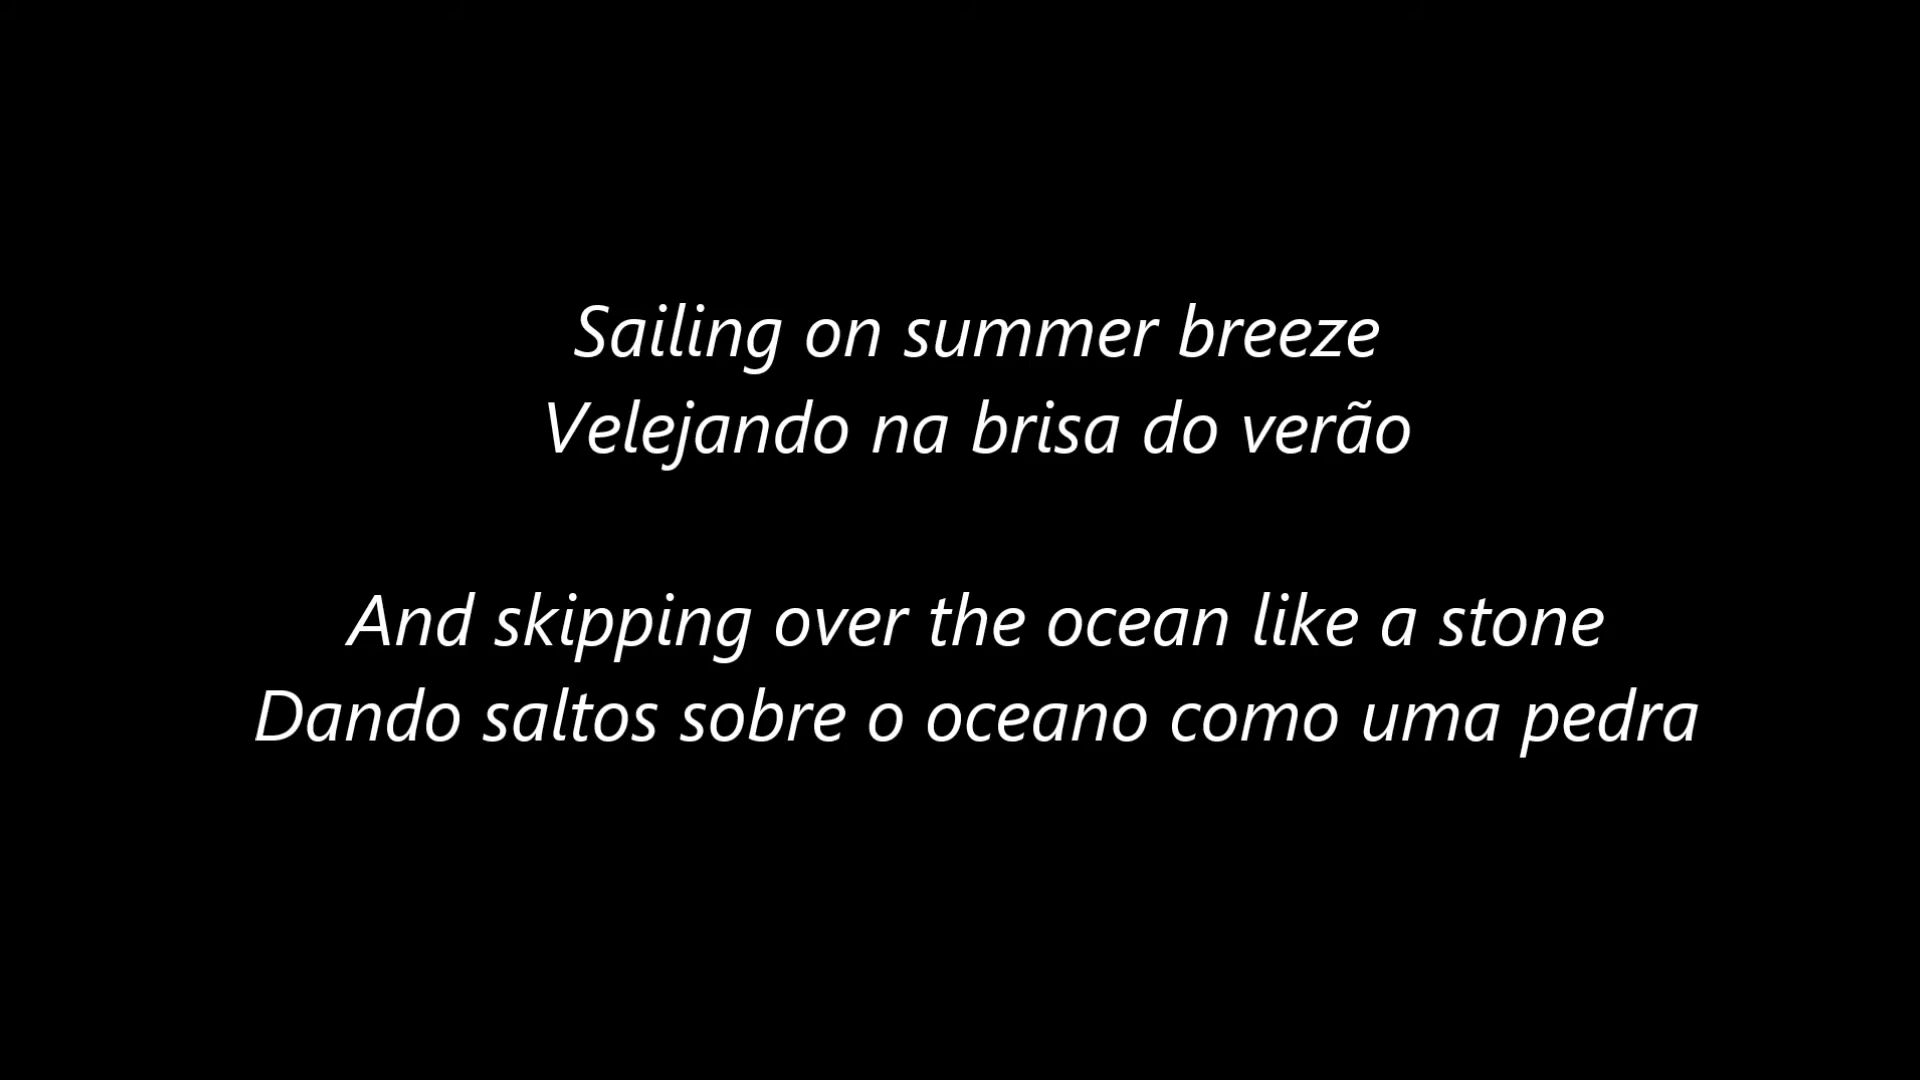 Sailing on summer breeze
Velejando na brisa do verão
And skipping over the ocean like a stone
Dando saltos sobre o oceano como uma pedra